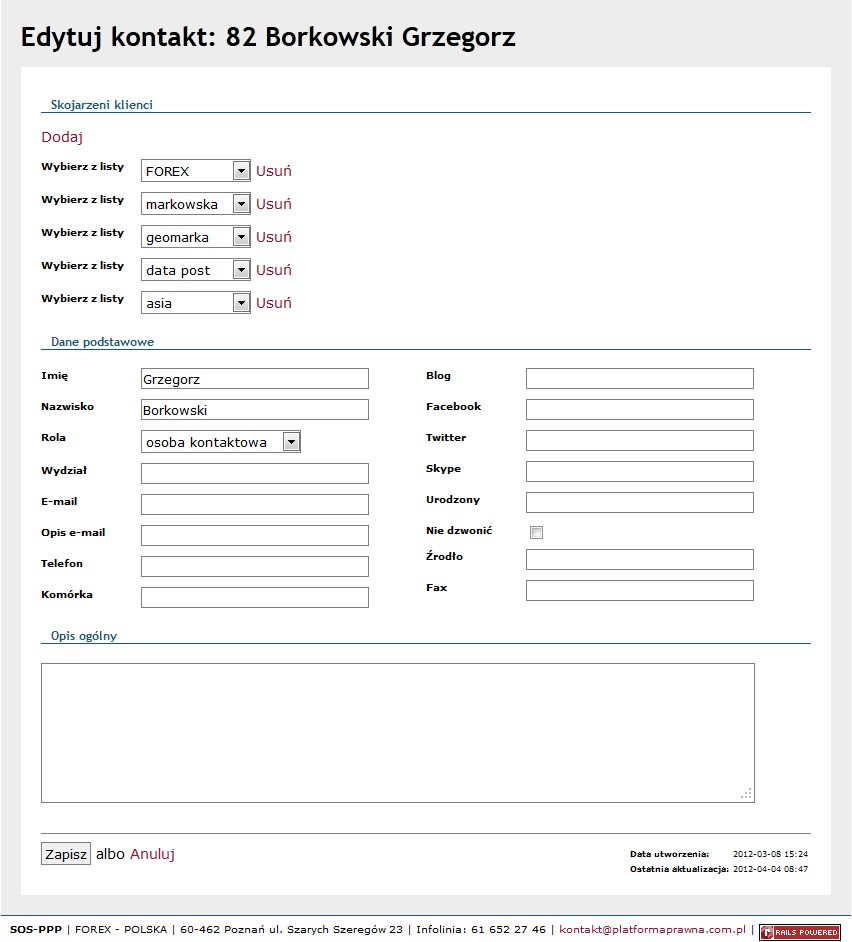 Edytuj kontakt: 82 Borkowski Grzegorz
Skojarzeni klienci
Dodaj
Wybierz z listy FOREX Usuń
Wybierz z listy markowska Usuń
Wybierz z listy geomarka Usuń
Wybierz z listy data post Usuń
Wybierz z listy asia Usuń
Dane podstawowe
Imię Grzegorz
Nazwisko Borkowski
Rola osoba kontaktowa
Wydział
E-mail
Opis e-mail
Telefon
Komórka
Blog
Facebook
Twitter
Skype
Urodzony
Nie dzwonić
Źrodło
Fax
Opis ogólny
Zapisz albo Anuluj
Data utworzenia: 2012-03-08 15:24
Ostatnia aktualizacja: 2012-04-04 08:47
SOS-PPP | FOREX - POLSKA | 60-462 Poznań ul. Szarych Szeregów 23 | Infolinia: 61 652 27 46 | kontakt@platformaprawna.com.pl | RAILS POWERED